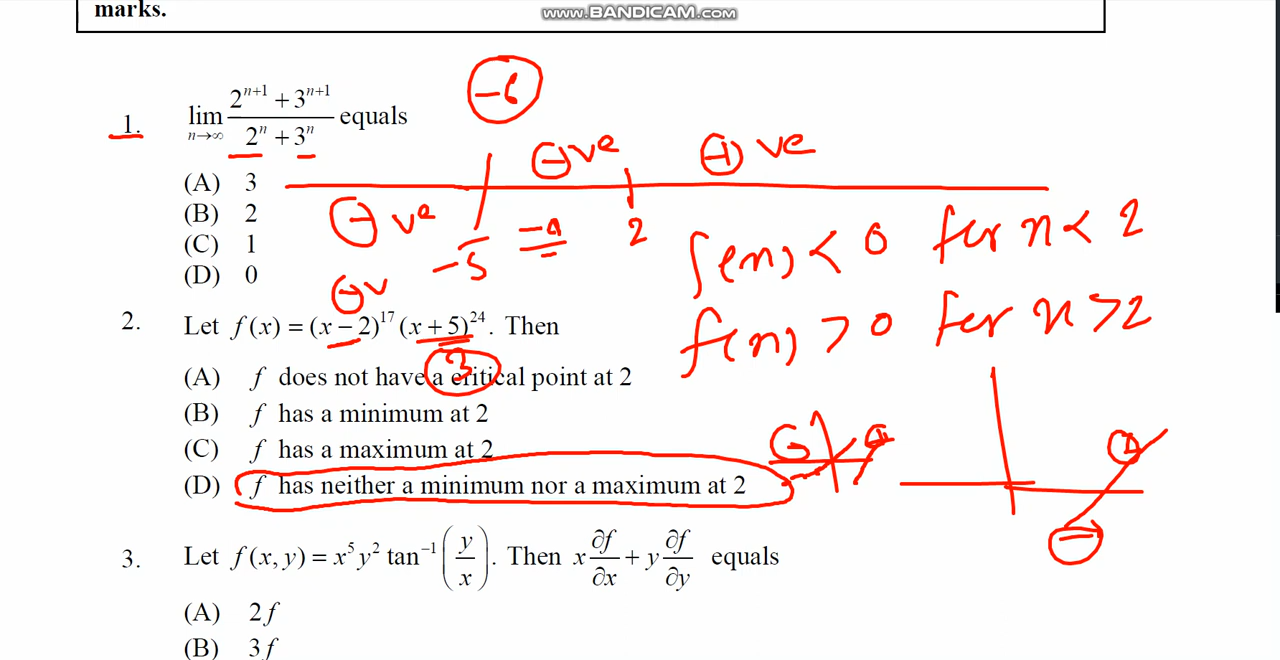 marks.
WWW.BANDICAM.COM
1. lim n→∞ (2^{n+1} + 3^{n+1}) / (2^n + 3^n) equals
(A) 3
(B) 2
(C) 1
(D) 0
-6
⊖ve
⊕ ve
⊖ ve
-5
-4
2
f(x) < 0 for x < 2
⊖v
f(x) > 0 for x > 2
2. Let f(x) = (x − 2)^{17} (x + 5)^{24}. Then
3
(A) f does not have a critical point at 2
(B) f has a minimum at 2
(C) f has a maximum at 2
(D) f has neither a minimum nor a maximum at 2
3. Let f(x, y) = x^5 y^2 tan^{−1}(y/x). Then x ∂f/∂x + y ∂f/∂y equals
(A) 2f
(B) 3f